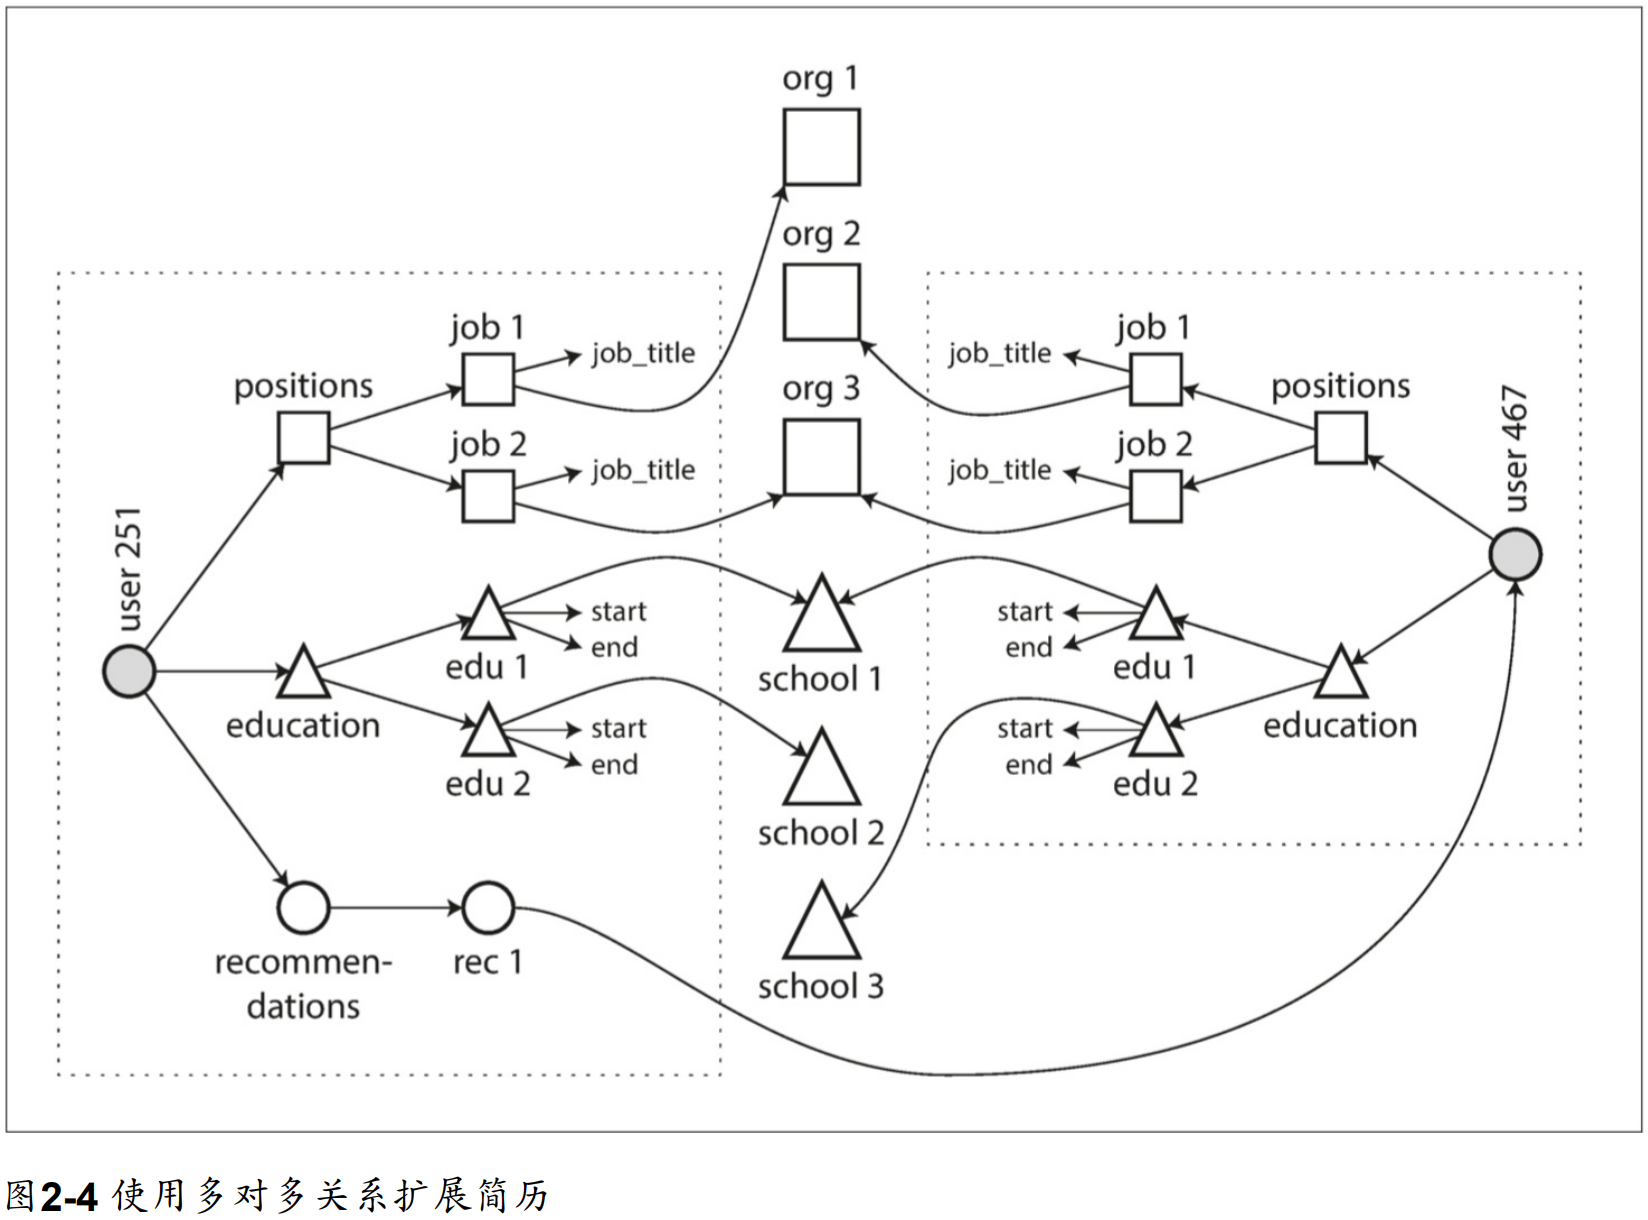 org 1
org 2
job 1
job_title
positions
org 3
job 2
job_title
user 251
start
end
edu 1
education
start
end
edu 2
school 1
school 2
school 3
recommen-
dations
rec 1
job 1
job_title
positions
job 2
job_title
user 467
start
end
edu 1
education
start
end
edu 2
图2-4 使用多对多关系扩展简历